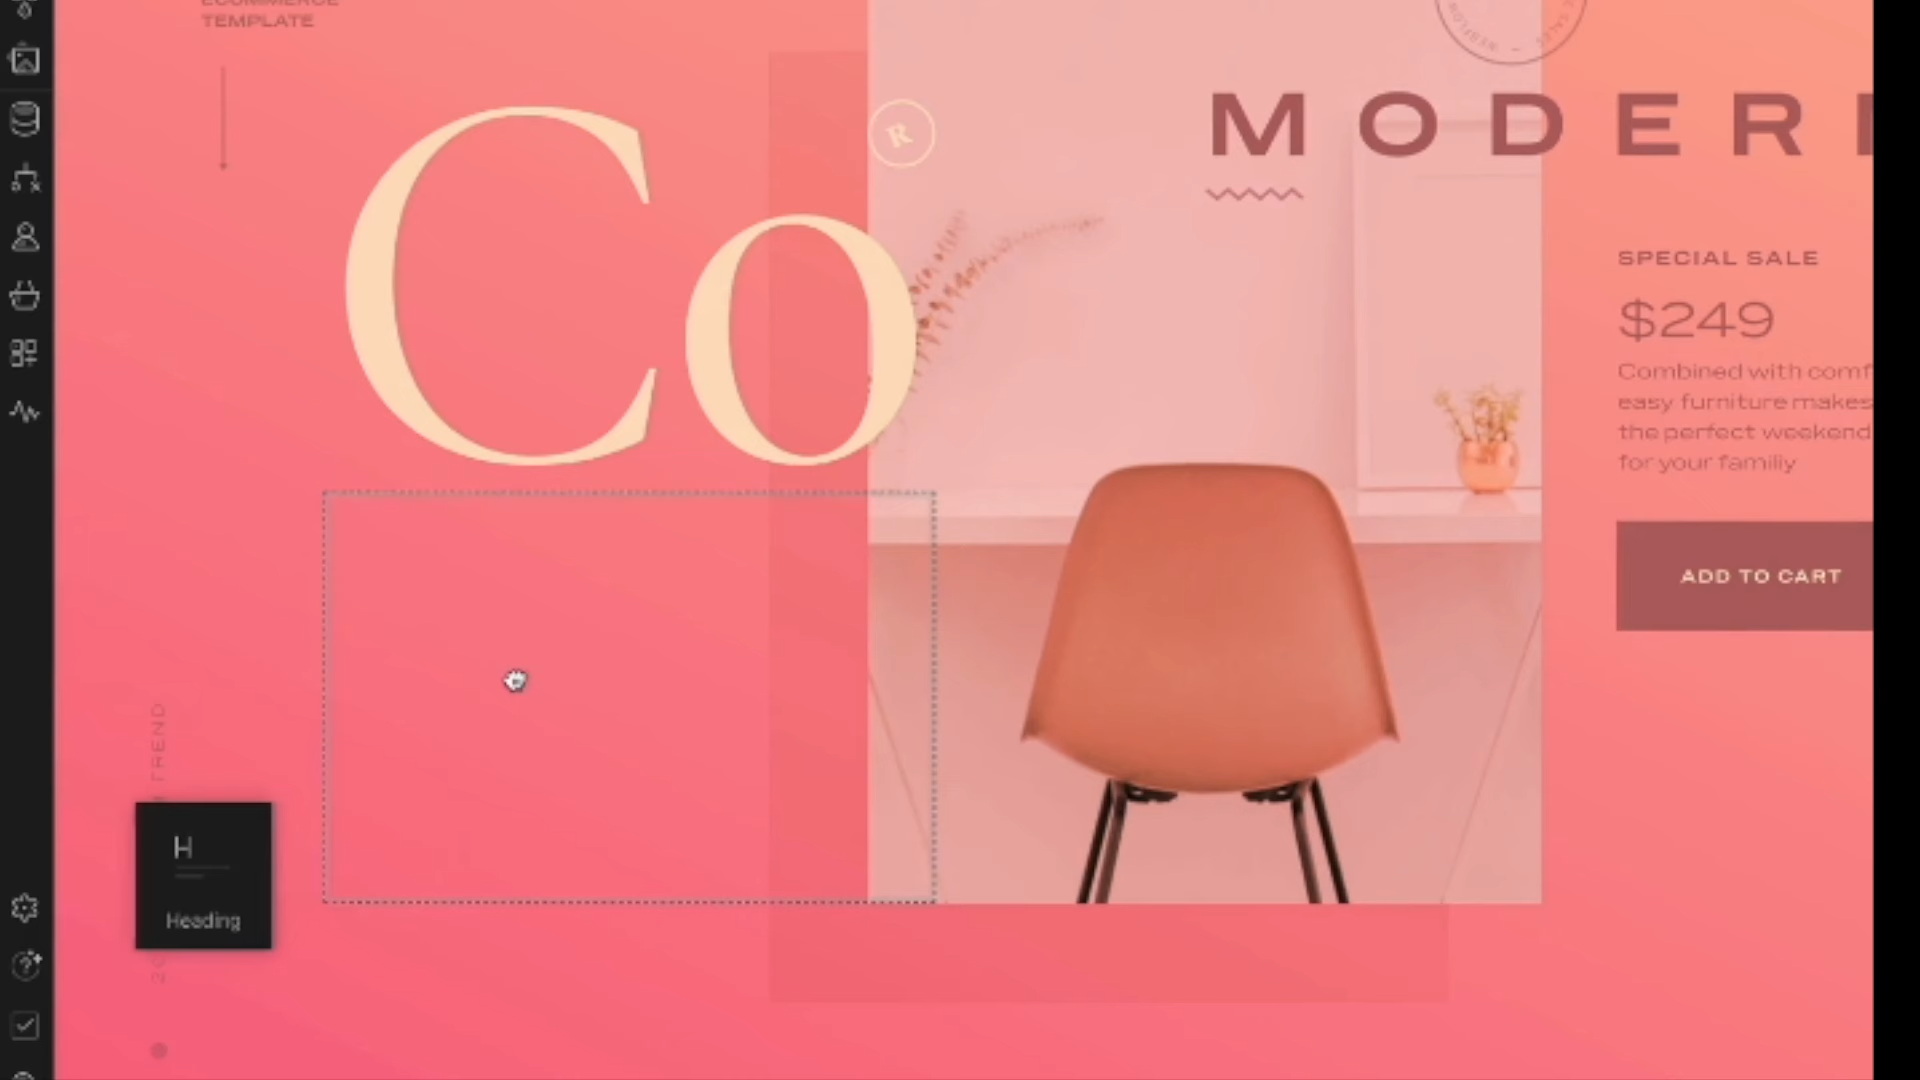 ECOMMERCE
TEMPLATE
Co
R
MODER
SPECIAL SALE
$249
Combined with comf
easy furniture makes
the perfect weekend
for your familiy
ADD TO CART
TREND
H
Heading